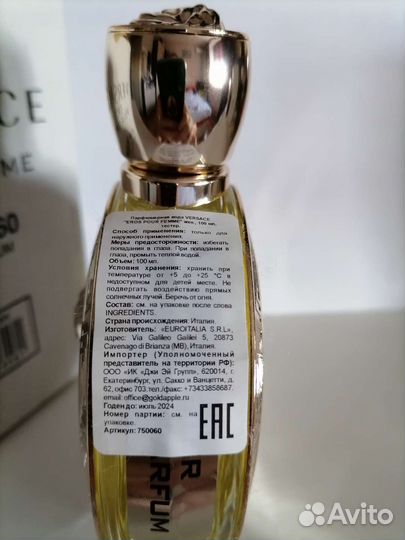 CE
ME
60
Парфюмерная вода VERSACE
"EROS POUR FEMME" жен., 100 мл,
тестер.
Способ применения: только для
наружного применения.
Меры предосторожности: избегать
попадания в глаза. При попадании в
глаза, промыть теплой водой.
Объем: 100 мл.
Условия хранения: хранить при
температуре от +5 до +25 °C в
недоступном для детей месте. Не
подвергать воздействию прямых
солнечных лучей. Беречь от огня.
Состав: см. на упаковке после слова
INGREDIENTS.
Страна происхождения: Италия.
Изготовитель: «EUROITALIA S.R.L»,
адрес: Via Galileo Galilei 5, 20873
Cavenago di Brianza (MB), Италия.
Импортер (Уполномоченный
представитель на территории РФ):
ООО «ИК «Джи Эй Групп», 620014, г.
Екатеринбург, ул. Сакко и Ванцетти, д.
62, офис 703.тел./факс: +73433858687.
email: office@goldapple.ru
Годен до: июль 2024
Номер партии: см. на
упаковке.
Артикул: 750060
EAC
R
ARFUM
Avito